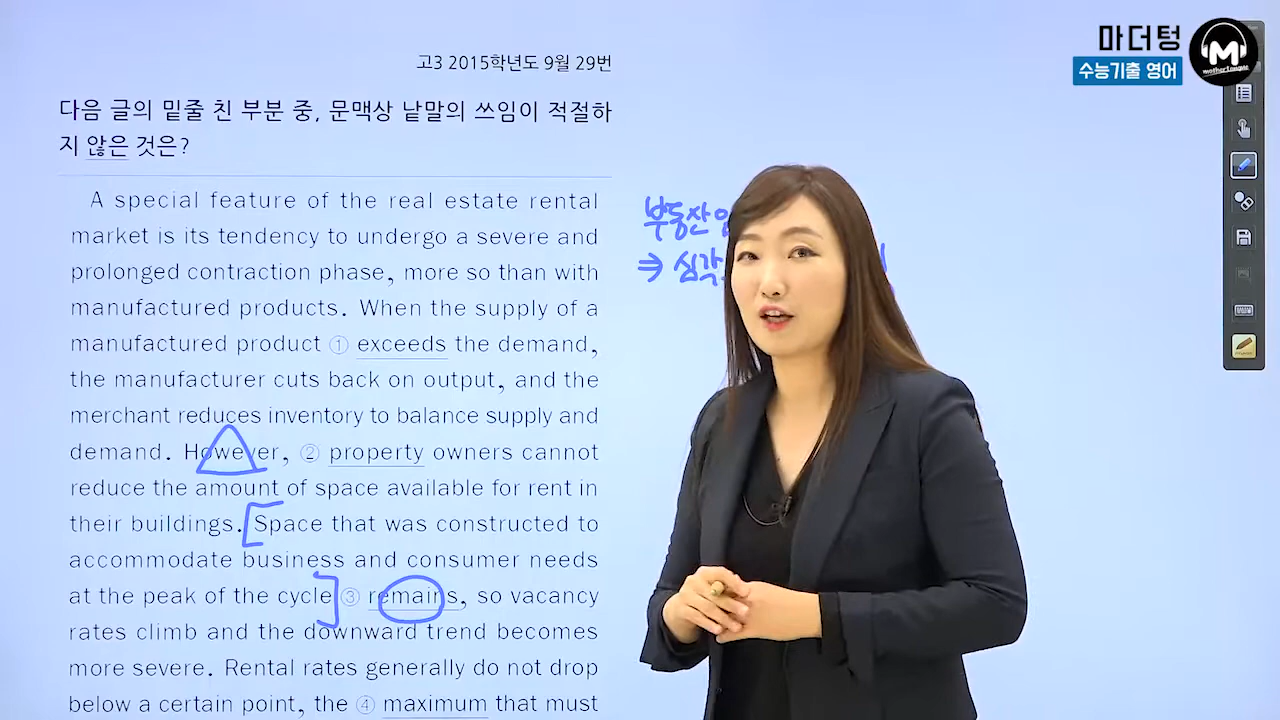 마더텅
수능기출 영어
M
mothertongue
고3 2015학년도 9월 29번
다음 글의 밑줄 친 부분 중, 문맥상 낱말의 쓰임이 적절하
지 않은 것은?
A special feature of the real estate rental
market is its tendency to undergo a severe and
prolonged contraction phase, more so than with
manufactured products. When the supply of a
manufactured product ① exceeds the demand,
the manufacturer cuts back on output, and the
merchant reduces inventory to balance supply and
demand. However, ② property owners cannot
reduce the amount of space available for rent in
their buildings. Space that was constructed to
accommodate business and consumer needs
at the peak of the cycle ③ remains, so vacancy
rates climb and the downward trend becomes
more severe. Rental rates generally do not drop
below a certain point, the ④ maximum that must
부동산
⇒ 심각